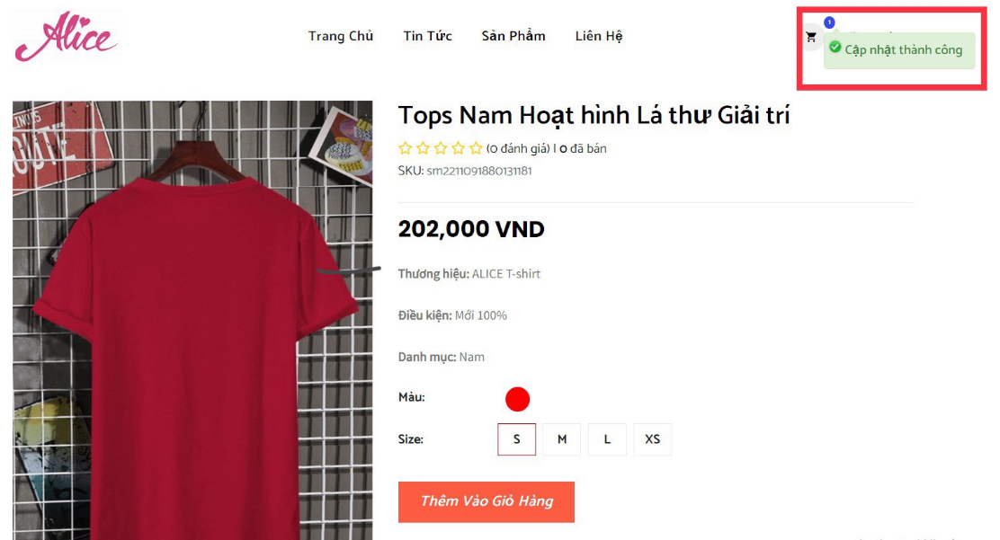 Alice
Trang Chủ Tin Tức Sản Phẩm Liên Hệ
1
Cập nhật thành công
ROUTE
Tops Nam Hoạt hình Lá thư Giải trí
(0 đánh giá) | 0 đã bán
SKU: sm2211091880131181
202,000 VND
Thương hiệu: ALICE T-shirt
Điều kiện: Mới 100%
Danh mục: Nam
Màu:
Size: S M L XS
Thêm Vào Giỏ Hàng